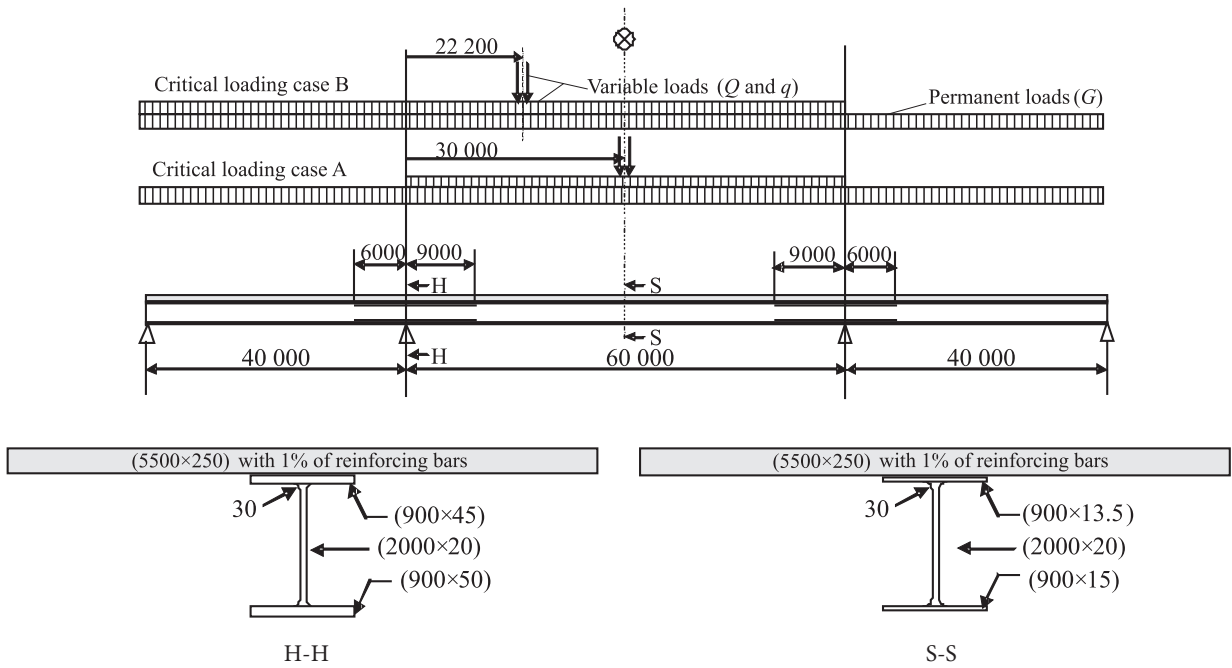 22 200
Critical loading case B
Variable loads (Q and q)
Permanent loads (G)
30 000
Critical loading case A
6000 9000
9000 6000
H
S
S
H
40 000
60 000
40 000
(5500×250) with 1% of reinforcing bars
(5500×250) with 1% of reinforcing bars
30
(900×45)
(2000×20)
(900×50)
30
(900×13.5)
(2000×20)
(900×15)
H-H
S-S